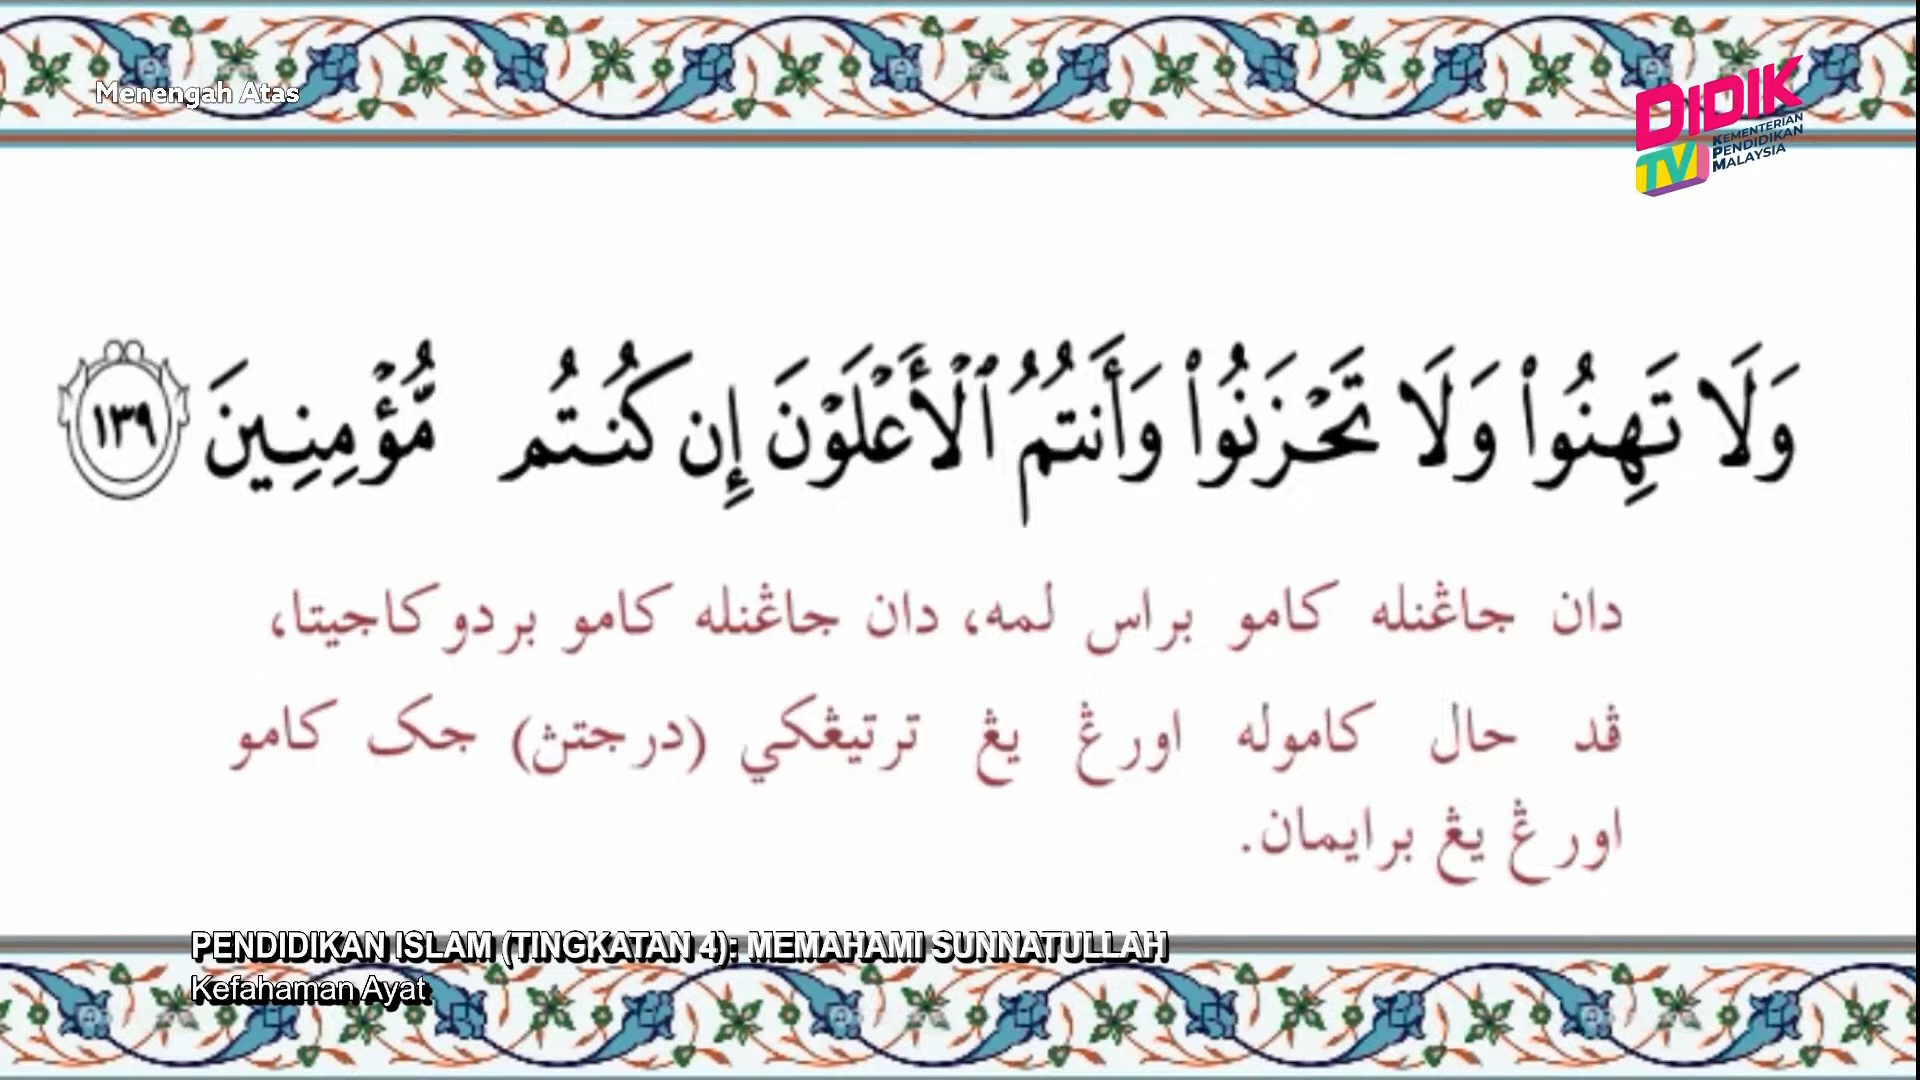 Menengah Atas
DIDIK
TV
KEMENTERIAN
PENDIDIKAN
MALAYSIA
وَلَا تَهِنُوا۟ وَلَا تَحْزَنُوا۟ وَأَنتُمُ ٱلْأَعْلَوْنَ إِن كُنتُم مُّؤْمِنِينَ ١٣٩
دان جاڠنله كامو براس لمه، دان جاڠنله كامو بردوكاجيتا،
ڤد حال كاموله اورڠ يڠ ترتيڠكي (درجتڽ) جک كامو
اورڠ يڠ برايمان.
PENDIDIKAN ISLAM (TINGKATAN 4): MEMAHAMI SUNNATULLAH
Kefahaman Ayat